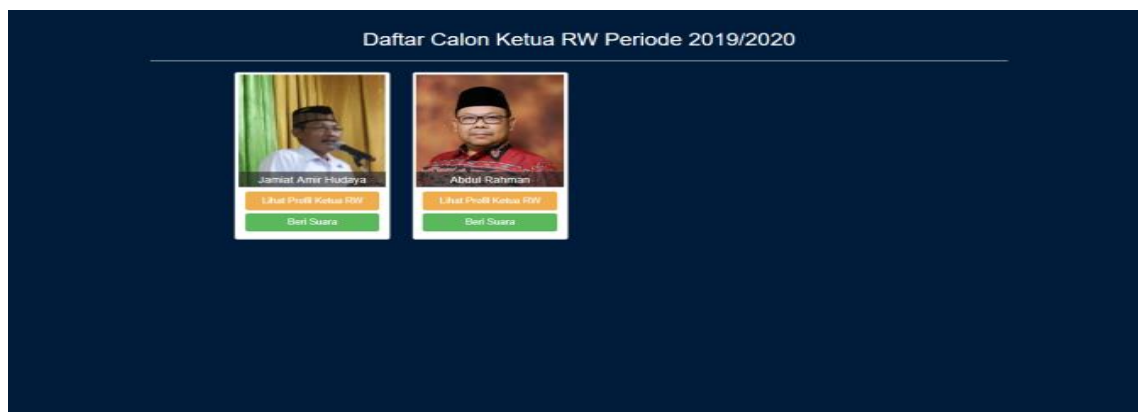 Daftar Calon Ketua RW Periode 2019/2020
Jamiat Amir Hudaya
Abdul Rahman
Lihat Profil Ketua RW
Lihat Profil Ketua RW
Beri Suara
Beri Suara